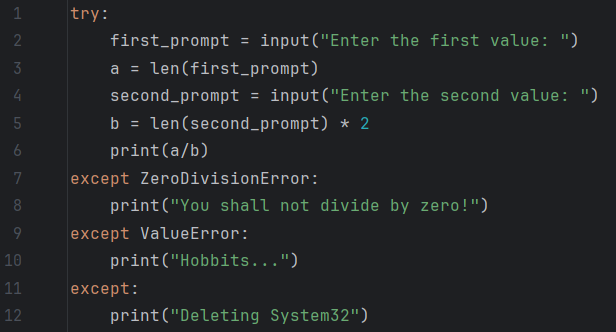 1 try:
2     first_prompt = input("Enter the first value: ")
3     a = len(first_prompt)
4     second_prompt = input("Enter the second value: ")
5     b = len(second_prompt) * 2
6     print(a/b)
7 except ZeroDivisionError:
8     print("You shall not divide by zero!")
9 except ValueError:
10     print("Hobbits...")
11 except:
12     print("Deleting System32")